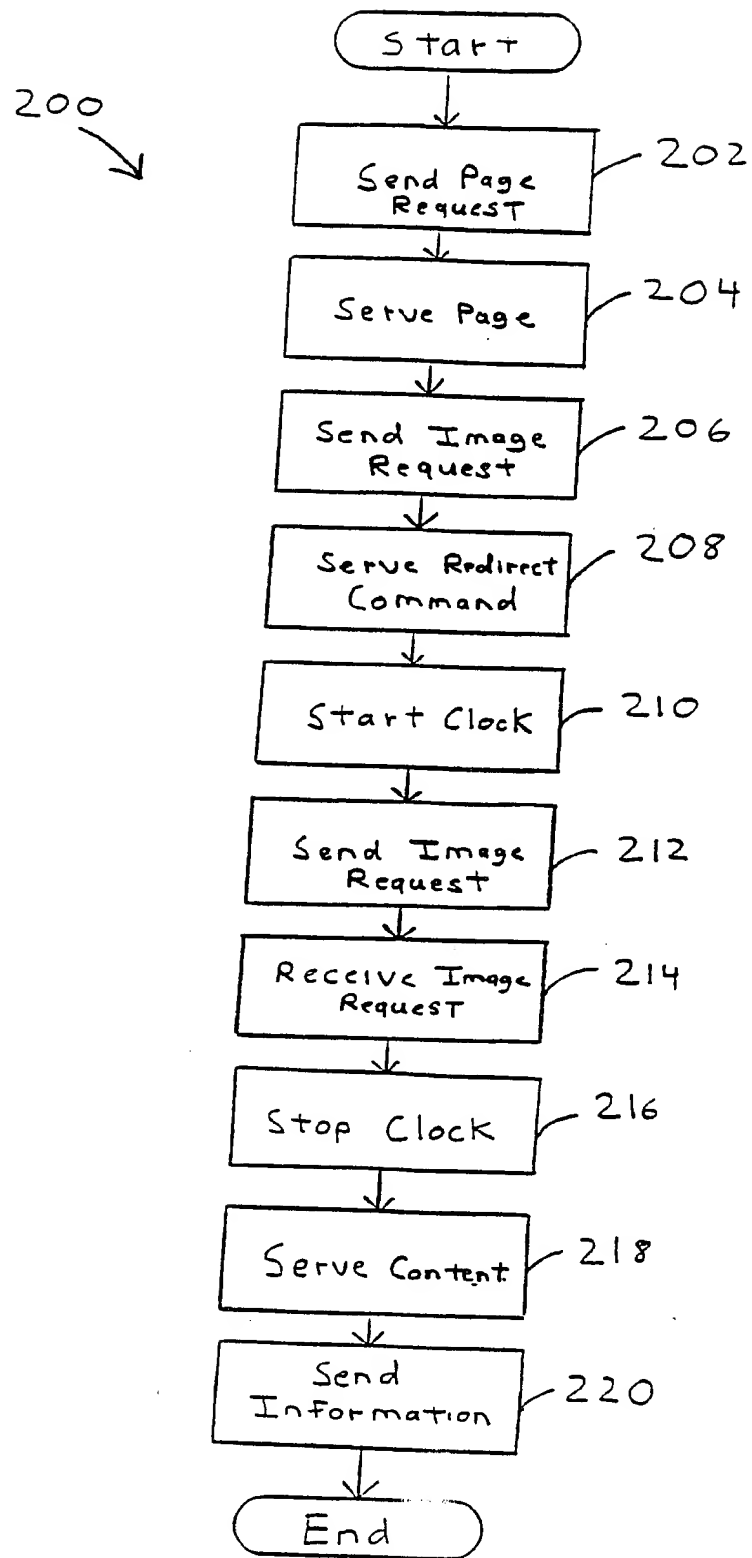 Start
200
Send Page
Request
202
Serve Page
204
Send Image
Request
206
Serve Redirect
Command
208
Start Clock
210
Send Image
Request
212
Receive Image
Request
214
Stop Clock
216
Serve Content
218
Send
Information
220
End